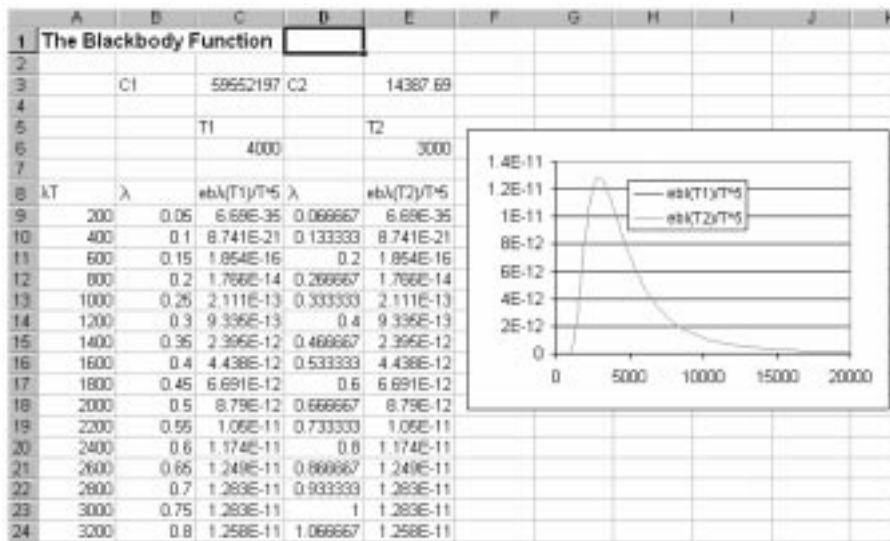 A B C D E F G H I J
1 The Blackbody Function
2
3 C1 59552197 C2 14387.69
4
5 T1 T2
6 4000 3000
7
8 λT λ ebλ(T1)/T^5 λ ebλ(T2)/T^5
9 200 0.05 6.69E-35 0.066667 6.69E-35
10 400 0.1 8.741E-21 0.133333 8.741E-21
11 600 0.15 1.854E-16 0.2 1.854E-16
12 800 0.2 1.766E-14 0.266667 1.766E-14
13 1000 0.25 2.111E-13 0.333333 2.111E-13
14 1200 0.3 9.335E-13 0.4 9.335E-13
15 1400 0.35 2.395E-12 0.466667 2.395E-12
16 1600 0.4 4.438E-12 0.533333 4.438E-12
17 1800 0.45 6.691E-12 0.6 6.691E-12
18 2000 0.5 8.79E-12 0.666667 8.79E-12
19 2200 0.55 1.05E-11 0.733333 1.05E-11
20 2400 0.6 1.174E-11 0.8 1.174E-11
21 2600 0.65 1.249E-11 0.866667 1.249E-11
22 2800 0.7 1.283E-11 0.933333 1.283E-11
23 3000 0.75 1.283E-11 1 1.283E-11
24 3200 0.8 1.258E-11 1.066667 1.258E-11
1.4E-11
1.2E-11
1E-11
8E-12
6E-12
4E-12
2E-12
0
ebl(T1)/T^5
ebl(T2)/T^5
0 5000 10000 15000 20000